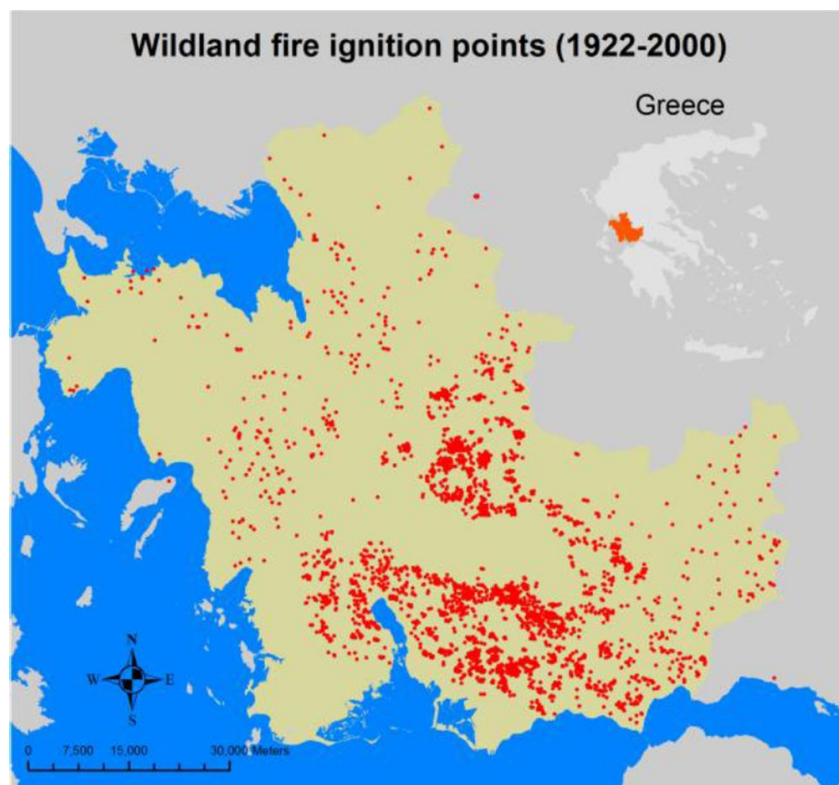 Wildland fire ignition points (1922-2000)
Greece
N
W E
S
0 7,500 15,000 30,000 Meters